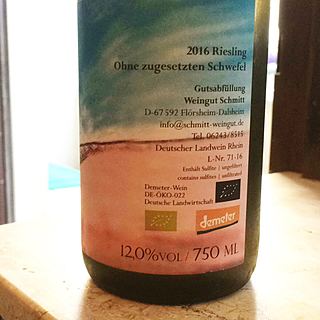 2016 Riesling
Ohne zugesetzten Schwefel
Gutsabfüllung
Weingut Schmitt
D-67592 Flörsheim-Dalsheim
info@schmitt-weingut.de
Tel. 06243/8515
Deutscher Landwein Rhein
L-Nr. 71-16
Enthält Sulfite | ungefiltert
contains sulfites | unfiltrated
Demeter-Wein
DE-ÖKO-022
Deutsche Landwirtschaft
demeter
12,0%VOL / 750 ML